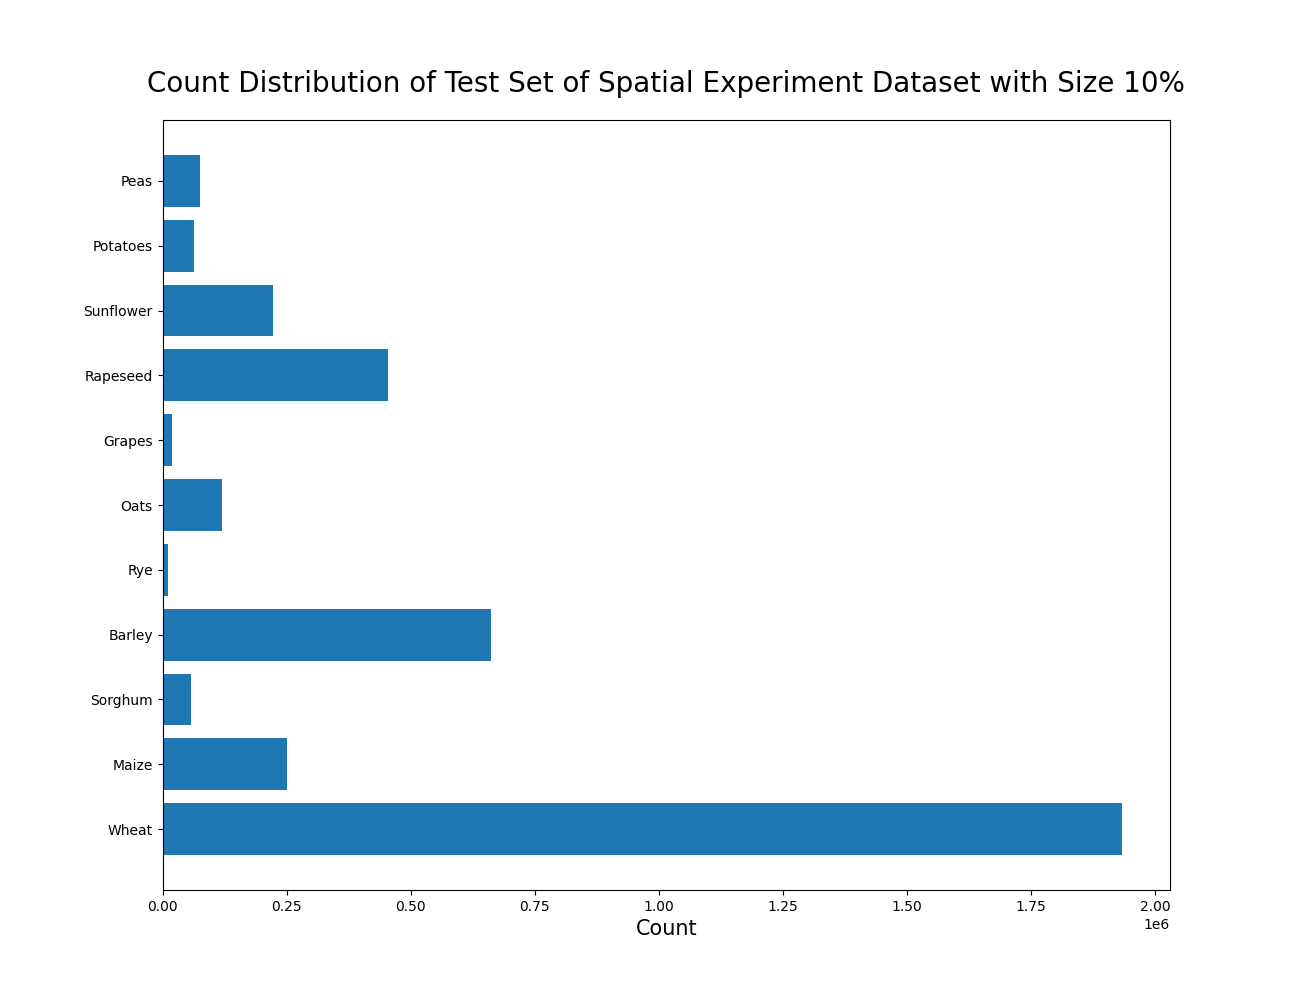 Count Distribution of Test Set of Spatial Experiment Dataset with Size 10%
Peas
Potatoes
Sunflower
Rapeseed
Grapes
Oats
Rye
Barley
Sorghum
Maize
Wheat
0.00 0.25 0.50 0.75 1.00 1.25 1.50 1.75 2.00
1e6
Count